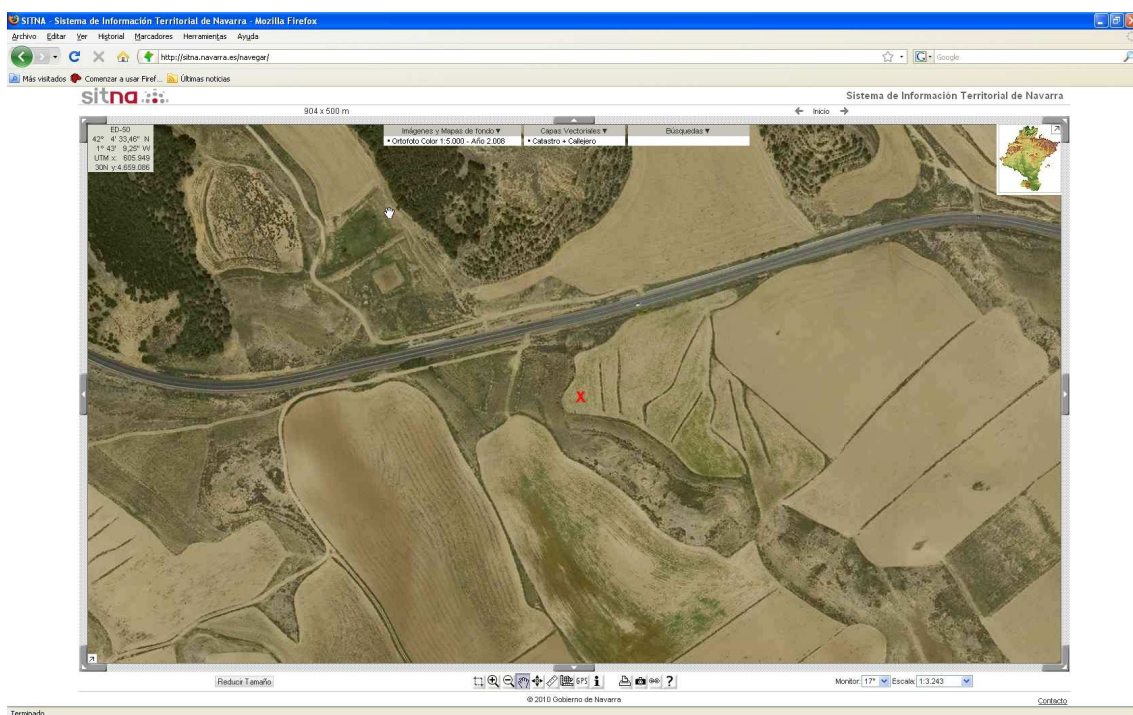 SITNA - Sistema de Información Territorial de Navarra - Mozilla Firefox
Archivo Editar Ver Historial Marcadores Herramientas Ayuda
http://sitna.navarra.es/navegar/
Google
Más visitados Comenzar a usar Firef... Últimas noticias
sitna
Sistema de Información Territorial de Navarra
904 x 500 m
Inicio
ED-50
42° 4' 33,46" N
1° 43' 9,25" W
UTM x: 605.949
30N y:4.659.086
Imágenes y Mapas de fondo ▼ Capas Vectoriales ▼ Búsquedas ▼
• Ortofoto Color 1:5.000 - Año 2.008 • Catastro + Callejero
X
Reducir Tamaño
GPS i ?
Monitor: 17" Escala: 1:3.243
© 2010 Gobierno de Navarra
Contacto
Terminado